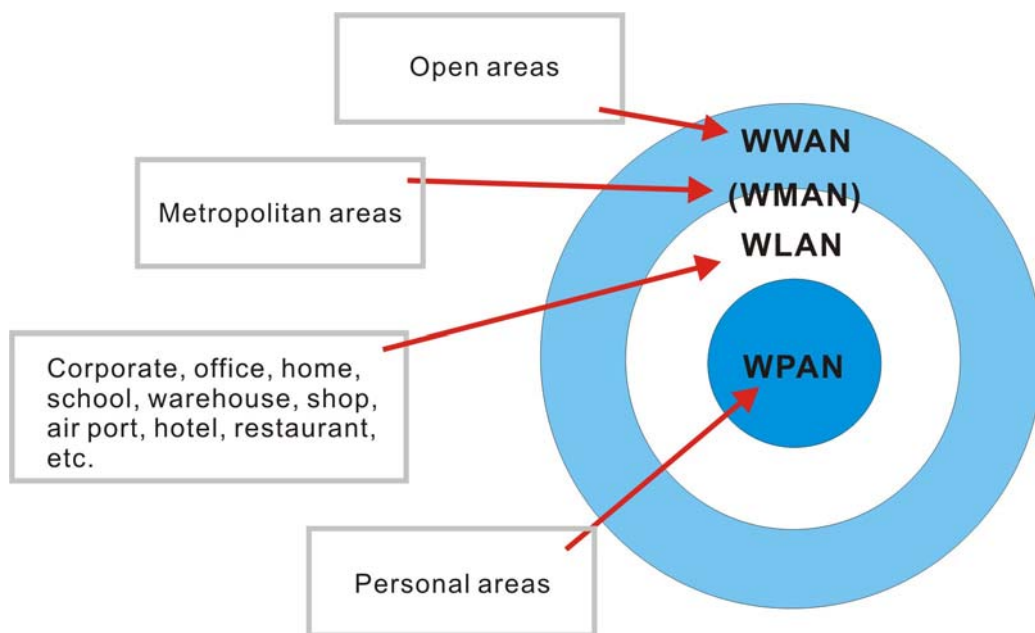 Open areas
WWAN
(WMAN)
Metropolitan areas
WLAN
Corporate, office, home,
school, warehouse, shop,
air port, hotel, restaurant,
etc.
WPAN
Personal areas